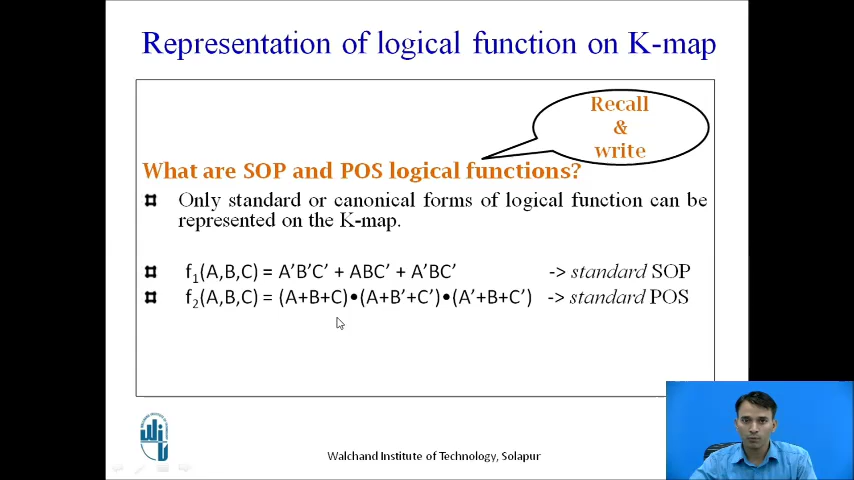 Representation of logical function on K-map
Recall
&
write
What are SOP and POS logical functions?
Only standard or canonical forms of logical function can be
represented on the K-map.
f₁(A,B,C) = A’B’C’ + ABC’ + A’BC’ -> standard SOP
f₂(A,B,C) = (A+B+C)•(A+B’+C’)•(A’+B+C’) -> standard POS
Walchand Institute of Technology, Solapur